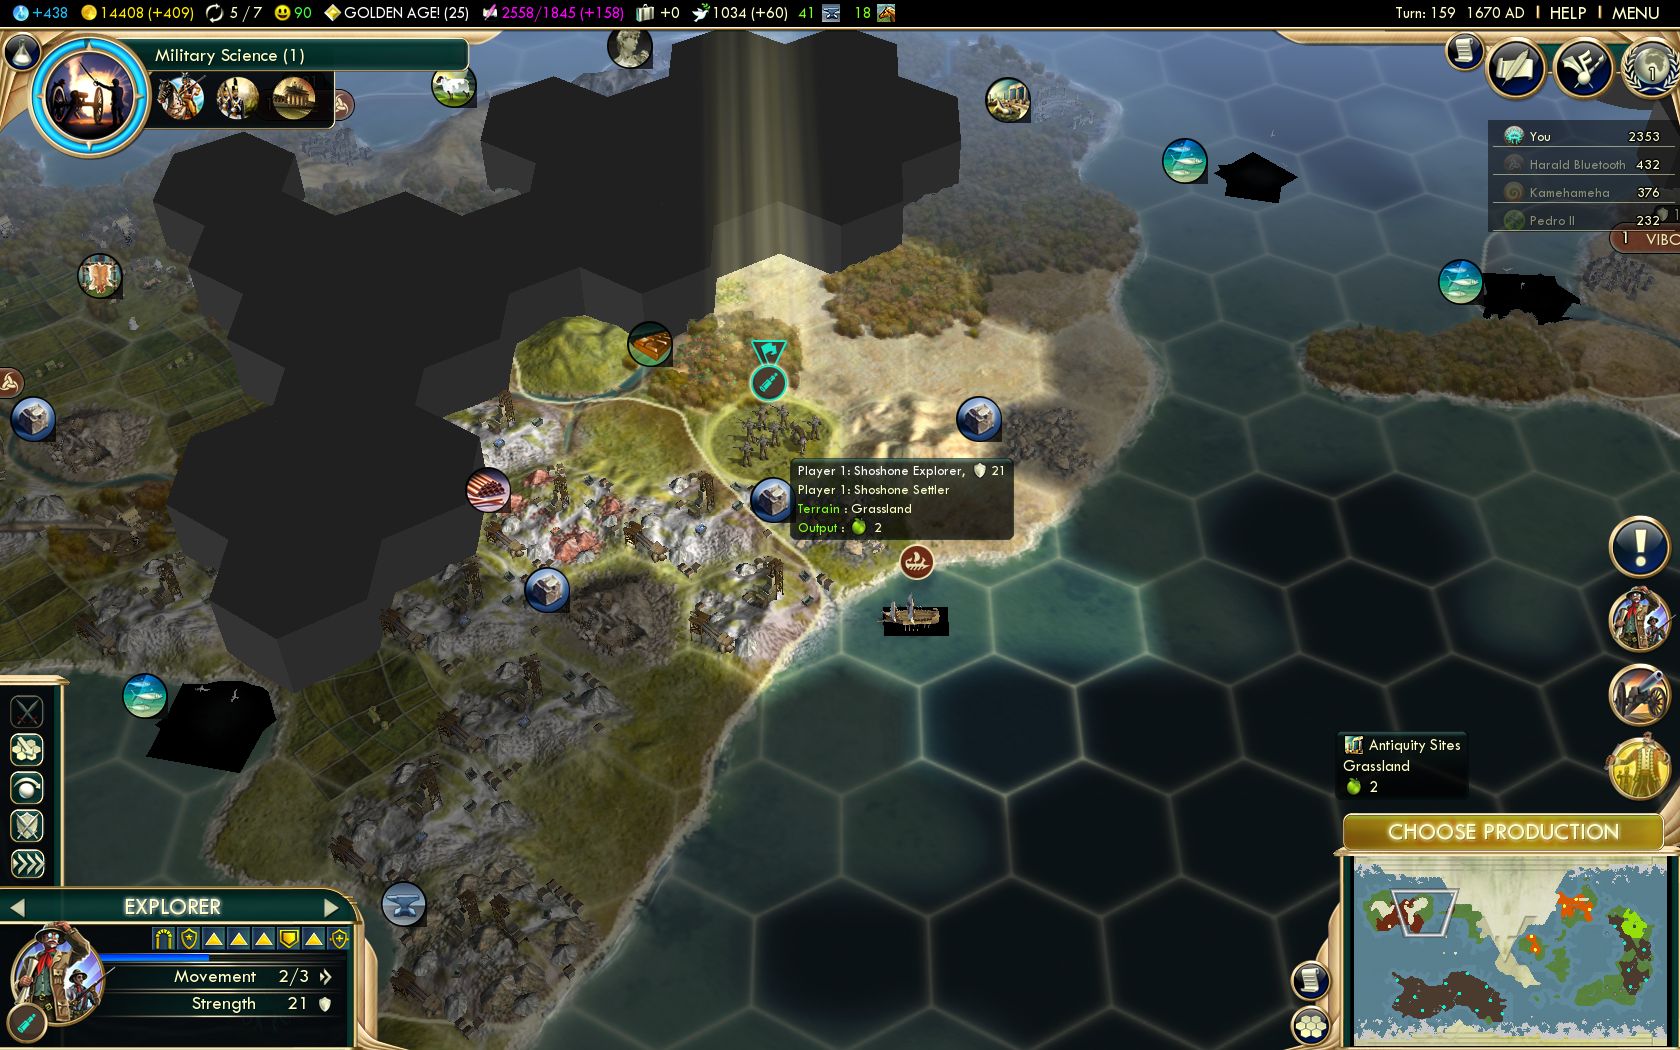 +438 14408 (+409) 5 / 7 90 GOLDEN AGE! (25) 2558/1845 (+158) +0 1034 (+60) 41 18 Turn: 159 1670 AD HELP MENU
Military Science (1)
1
You 2353
Harald Bluetooth 432
Kamehameha 376
Pedro II 232
1 VIBO
Player 1: Shoshone Explorer, 21
Player 1: Shoshone Settler
Terrain : Grassland
Output : 2
Antiquity Sites
Grassland
2
CHOOSE PRODUCTION
EXPLORER
Movement 2/3
Strength 21